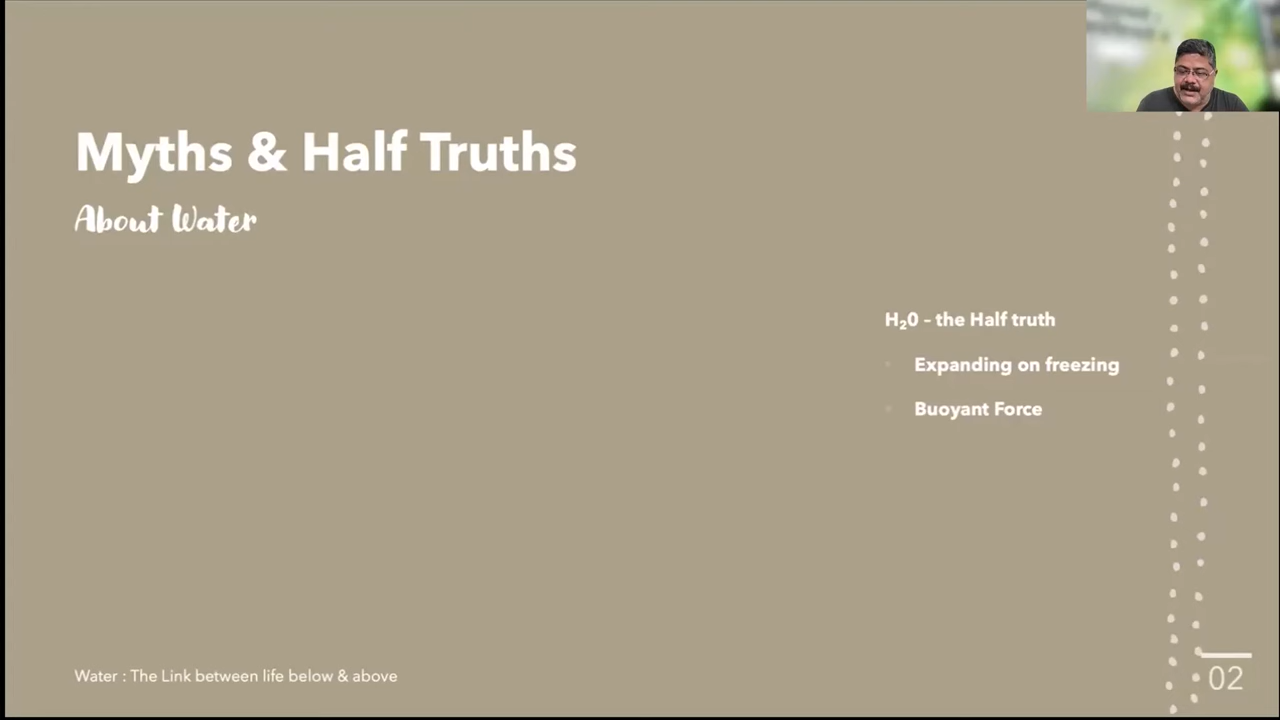 Myths & Half Truths
About Water
H₂0 - the Half truth
Expanding on freezing
Buoyant Force
Water : The Link between life below & above
02